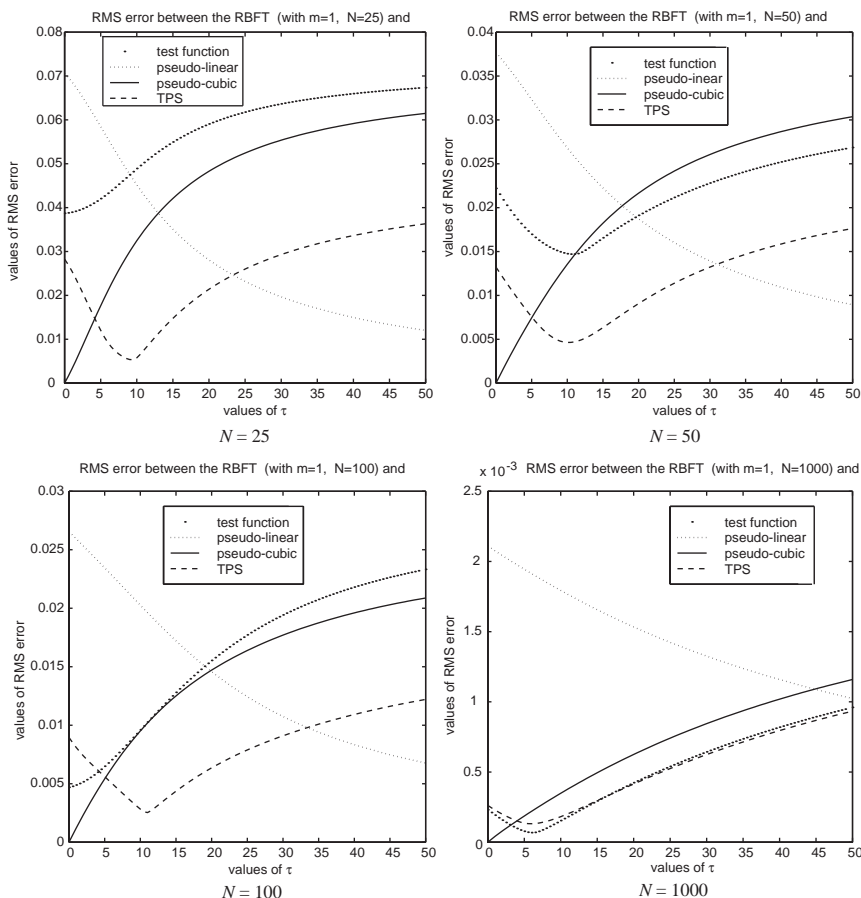 RMS error between the RBFT (with m=1, N=25) and
test function
pseudo-linear
pseudo-cubic
TPS
values of RMS error
0.08
0.07
0.06
0.05
0.04
0.03
0.02
0.01
0
0 5 10 15 20 25 30 35 40 45 50
values of τ
N = 25
RMS error between the RBFT (with m=1, N=50) and
test function
pseudo-inear
pseudo-cubic
TPS
values of RMS error
0.04
0.035
0.03
0.025
0.02
0.015
0.01
0.005
0
0 5 10 15 20 25 30 35 40 45 50
values of τ
N = 50
RMS error between the RBFT (with m=1, N=100) and
test function
pseudo-linear
pseudo-cubic
TPS
values of RMS error
0.03
0.025
0.02
0.015
0.01
0.005
0
0 5 10 15 20 25 30 35 40 45 50
values of τ
N = 100
x 10-3 RMS error between the RBFT (with m=1, N=1000) and
test function
pseudo-linear
pseudo-cubic
TPS
values of RMS error
2.5
2
1.5
1
0.5
0
0 5 10 15 20 25 30 35 40 45 50
values of τ
N = 1000